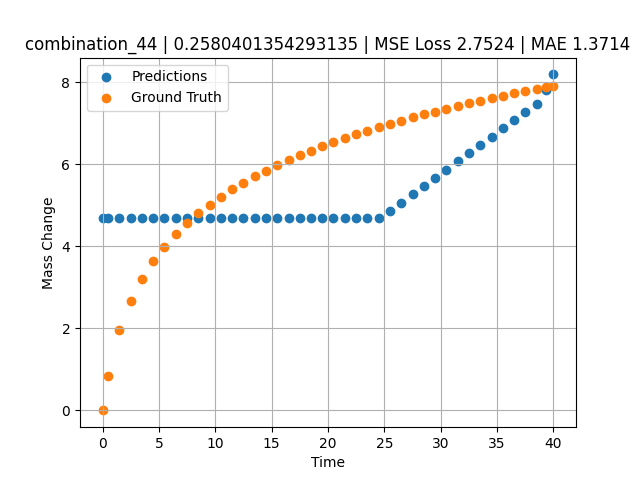 combination_44 | 0.2580401354293135 | MSE Loss 2.7524 | MAE 1.3714
Predictions
Ground Truth
8
6
4
2
0
Mass Change
0 5 10 15 20 25 30 35 40
Time